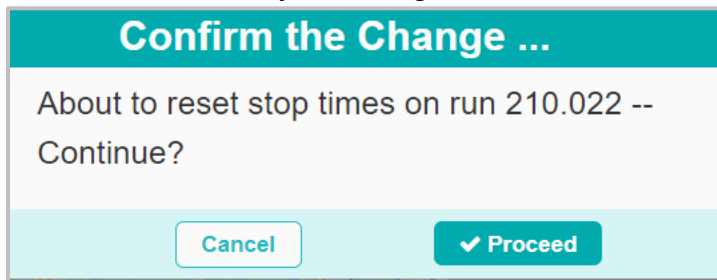 Confirm the Change ...
About to reset stop times on run 210.022 --
Continue?
Cancel
✔ Proceed